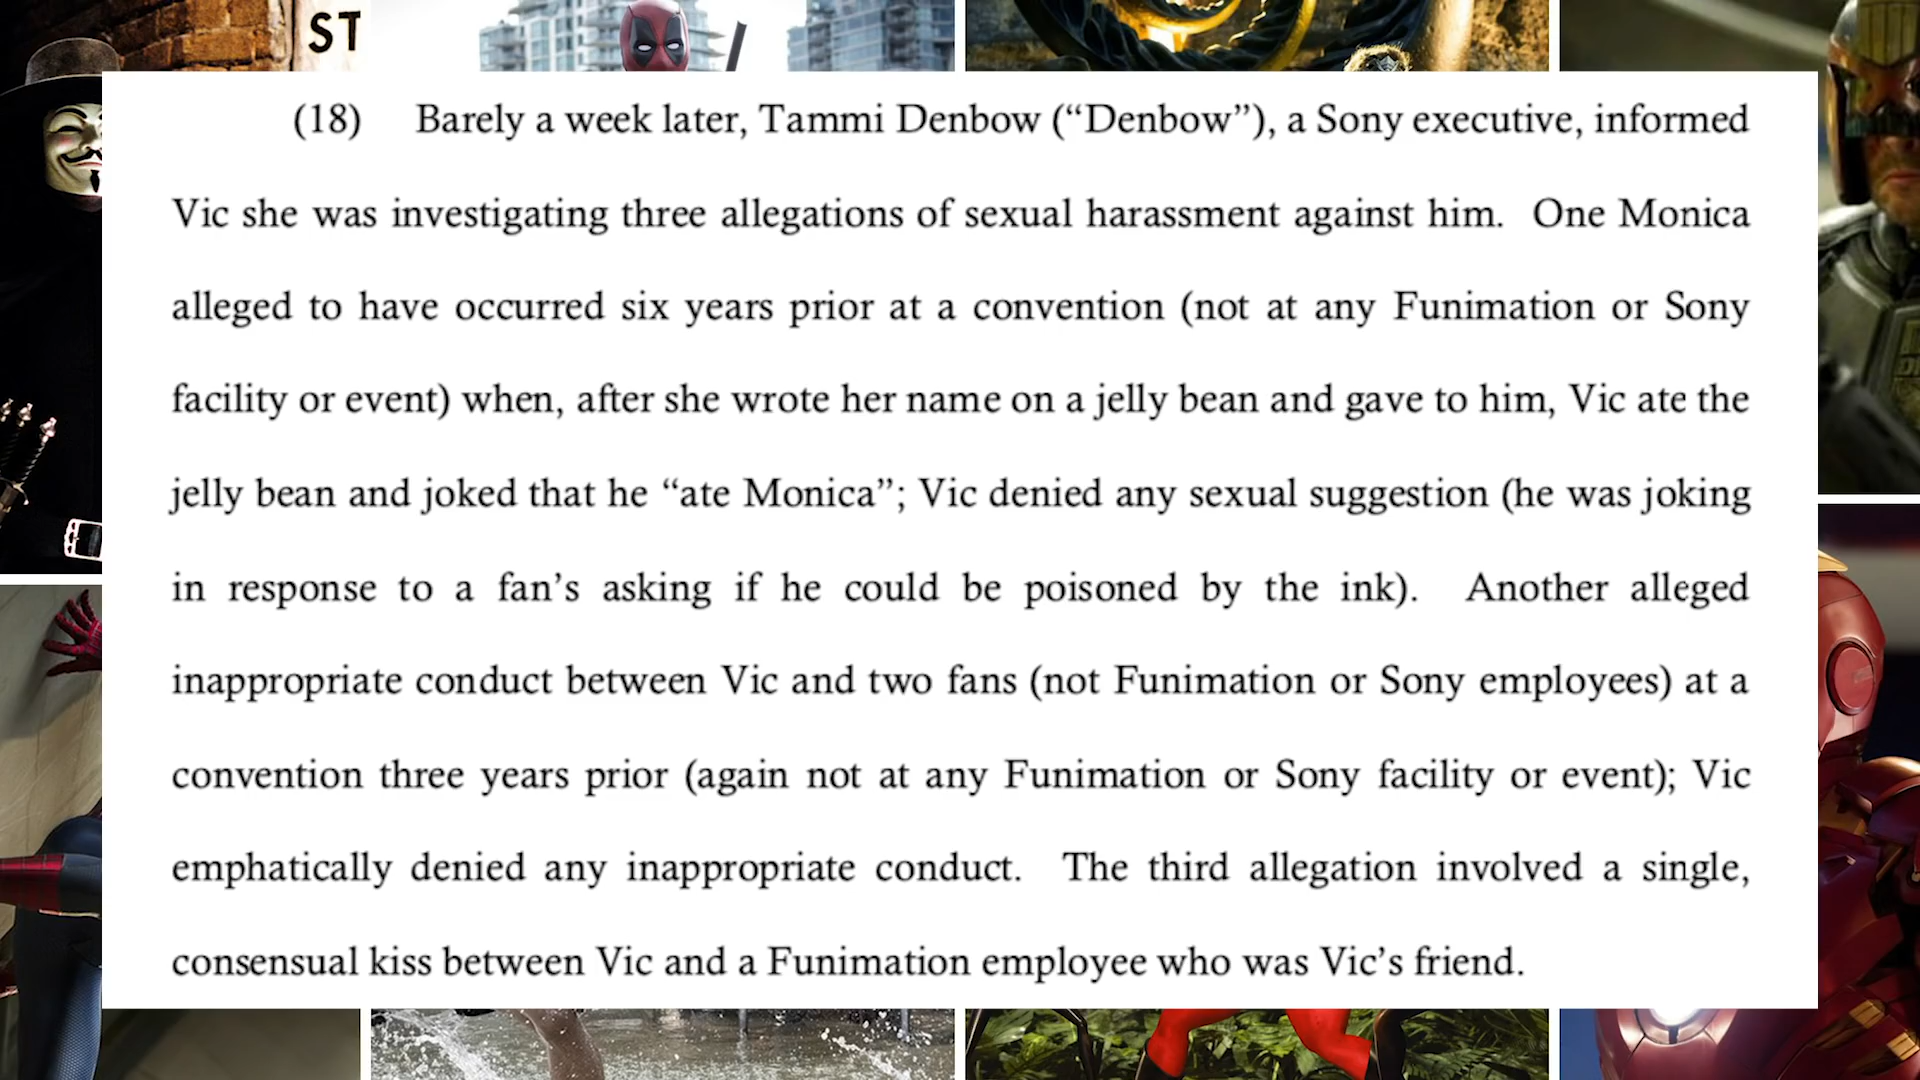 ST
(18) Barely a week later, Tammi Denbow (“Denbow”), a Sony executive, informed
Vic she was investigating three allegations of sexual harassment against him. One Monica
alleged to have occurred six years prior at a convention (not at any Funimation or Sony
facility or event) when, after she wrote her name on a jelly bean and gave to him, Vic ate the
jelly bean and joked that he “ate Monica”; Vic denied any sexual suggestion (he was joking
in response to a fan’s asking if he could be poisoned by the ink). Another alleged
inappropriate conduct between Vic and two fans (not Funimation or Sony employees) at a
convention three years prior (again not at any Funimation or Sony facility or event); Vic
emphatically denied any inappropriate conduct. The third allegation involved a single,
consensual kiss between Vic and a Funimation employee who was Vic’s friend.